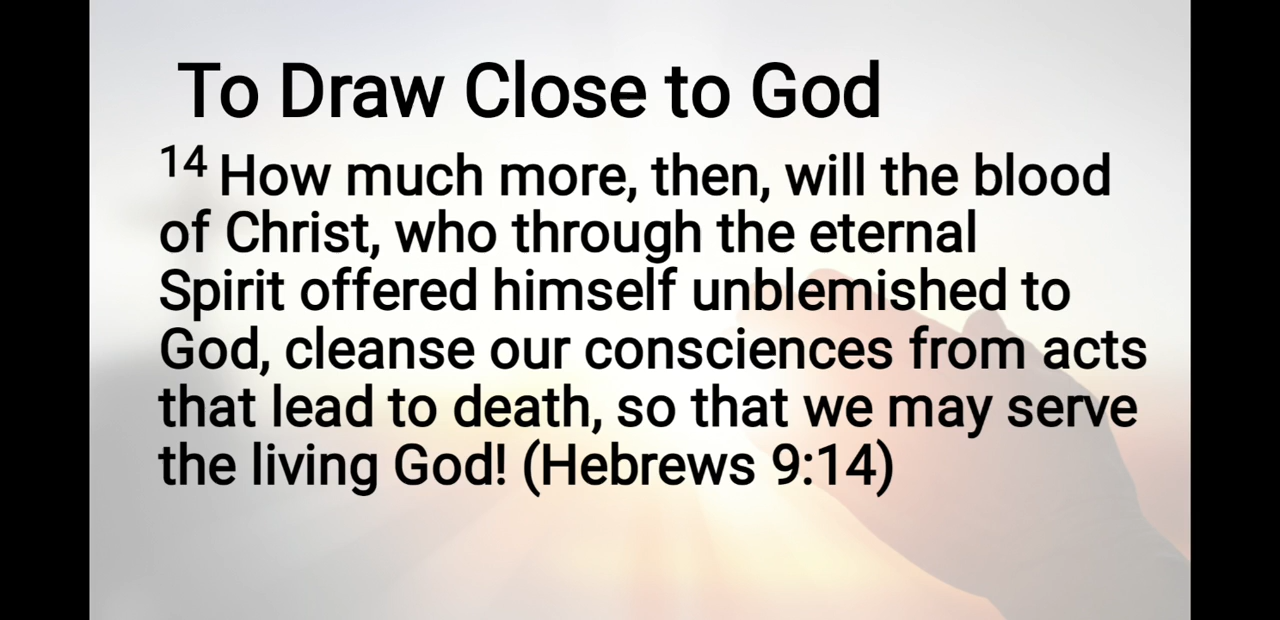 To Draw Close to God
14 How much more, then, will the blood
of Christ, who through the eternal
Spirit offered himself unblemished to
God, cleanse our consciences from acts
that lead to death, so that we may serve
the living God! (Hebrews 9:14)